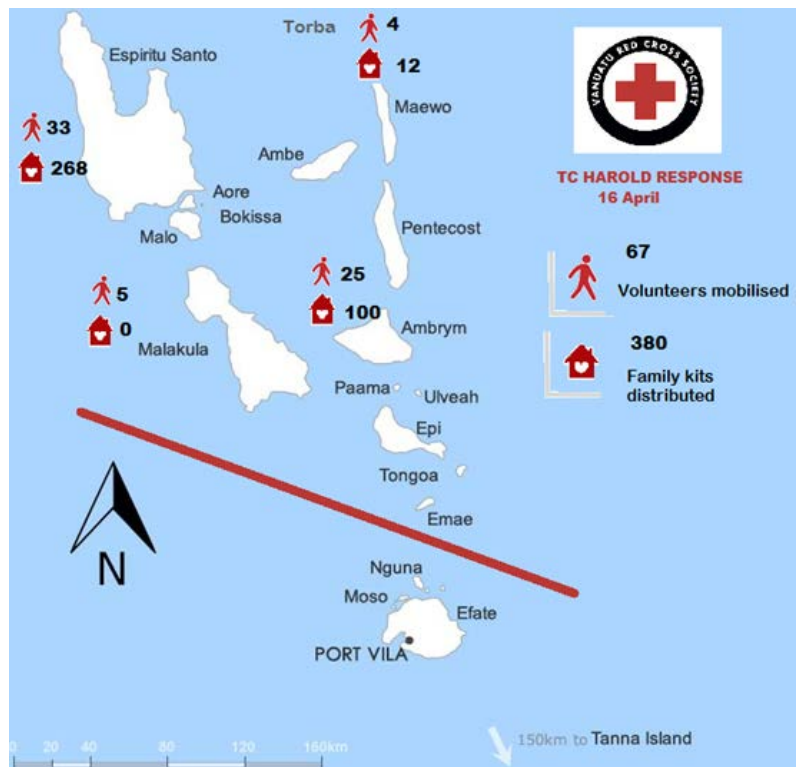 Torba
4
12
Espiritu Santo
Maewo
33
268
Ambe
Aore
Bokissa
Malo
Pentecost
5
0
Malakula
25
100
Ambrym
Paama
Ulveah
Epi
Tongoa
Emae
N
Nguna
Moso
Efate
PORT VILA
0 20 40 80 120 160km
150km to Tanna Island
VANUATU RED CROSS SOCIETY
TC HAROLD RESPONSE
16 April
67
Volunteers mobilised
380
Family kits
distributed